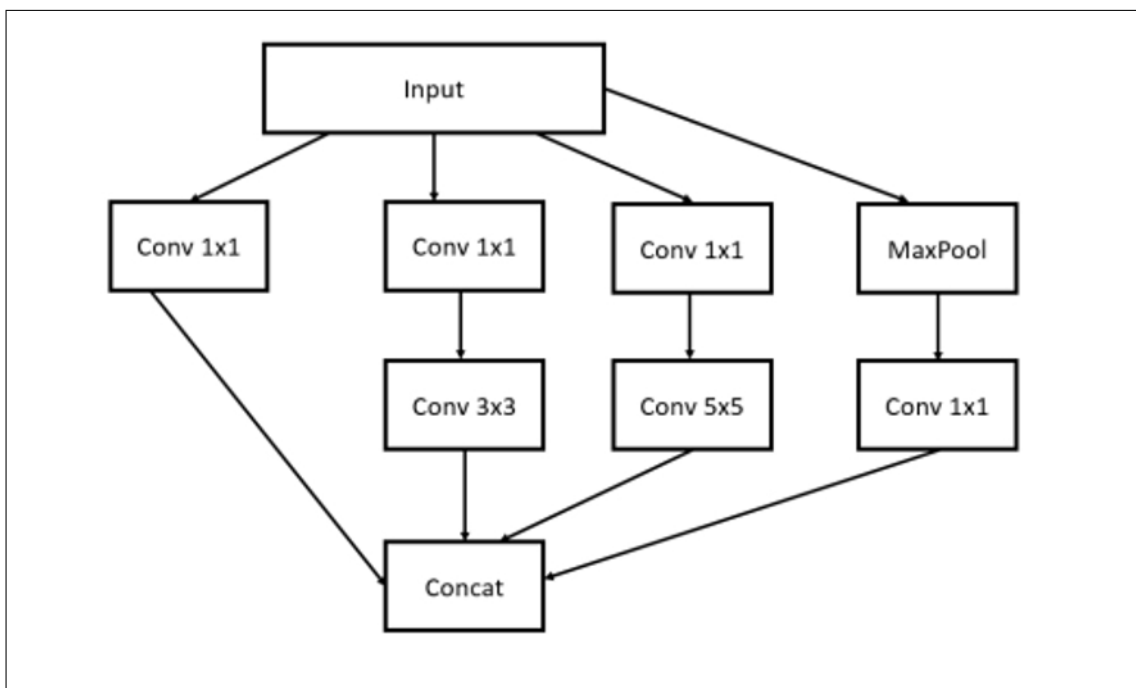 Input
Conv 1x1
Conv 1x1
Conv 1x1
MaxPool
Conv 3x3
Conv 5x5
Conv 1x1
Concat